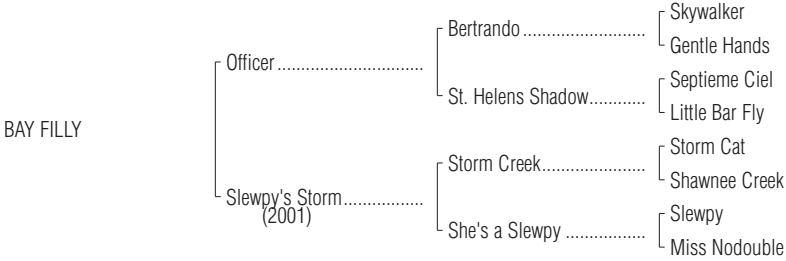 Skywalker
Bertrando ..........................
Gentle Hands
Officer ...............................
Septieme Ciel
St. Helens Shadow............
Little Bar Fly
BAY FILLY
Storm Cat
Storm Creek......................
Shawnee Creek
Slewpy's Storm.................
(2001)
Slewpy
She's a Slewpy .................
Miss Nodouble